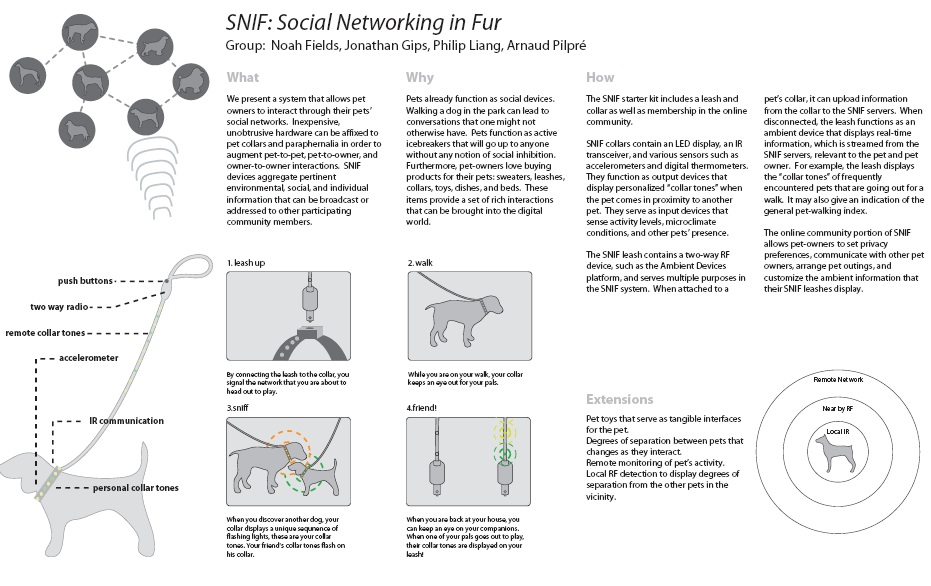 SNIF: Social Networking in Fur
Group: Noah Fields, Jonathan Gips, Philip Liang, Arnaud Pilpré
What
We present a system that allows pet
owners to interact through their pets'
social networks. Inexpensive,
unobtrusive hardware can be affixed to
pet collars and paraphernalia in order to
augment pet-to-pet, pet-to-owner, and
owner-to-owner interactions. SNIF
devices aggregate pertinent
environmental, social, and individual
information that can be broadcast or
addressed to other participating
community members.
Why
Pets already function as social devices.
Walking a dog in the park can lead to
conversations that one might not
otherwise have. Pets function as active
icebreakers that will go up to anyone
without any notion of social inhibition.
Furthermore, pet-owners love buying
products for their pets: sweaters, leashes,
collars, toys, dishes, and beds. These
items provide a set of rich interactions
that can be brought into the digital
world.
How
The SNIF starter kit includes a leash and
collar as well as membership in the online
community.
SNIF collars contain an LED display, an IR
transceiver, and various sensors such as
accelerometers and digital thermometers.
They function as output devices that
display personalized "collar tones" when
the pet comes in proximity to another
pet. They serve as input devices that
sense activity levels, microclimate
conditions, and other pets' presence.
The SNIF leash contains a two-way RF
device, such as the Ambient Devices
platform, and serves multiple purposes in
the SNIF system. When attached to a
pet's collar, it can upload information
from the collar to the SNIF servers. When
disconnected, the leash functions as an
ambient device that displays real-time
information, which is streamed from the
SNIF servers, relevant to the pet and pet
owner. For example, the leash displays
the "collar tones" of frequently
encountered pets that are going out for a
walk. It may also give an indication of the
general pet-walking index.
The online community portion of SNIF
allows pet-owners to set privacy
preferences, communicate with other pet
owners, arrange pet outings, and
customize the ambient information that
their SNIF leashes display.
push buttons
two way radio
remote collar tones
accelerometer
IR communication
personal collar tones
1. leash up
By connecting the leash to the collar, you
signal the network that you are about to
head out to play.
2. walk
While you are on your walk, your collar
keeps an eye out for your pals.
3.sniff
When you discover another dog, your
collar displays a unique sequnence of
flashing fights, these are your collar
tones. Your friend's collar tones flash on
his collar.
4.friend!
When you are back at your house, you
can keep an eye on your companions.
When one of your pals goes out to play,
their collar tones are displayed on your
leash!
Extensions
Pet toys that serve as tangible interfaces
for the pet.
Degrees of separation between pets that
changes as they interact.
Remote monitoring of pet's activity.
Local RF detection to display degrees of
separation from the other pets in the
vicinity.
Remote Network
Near by RF
Local IR